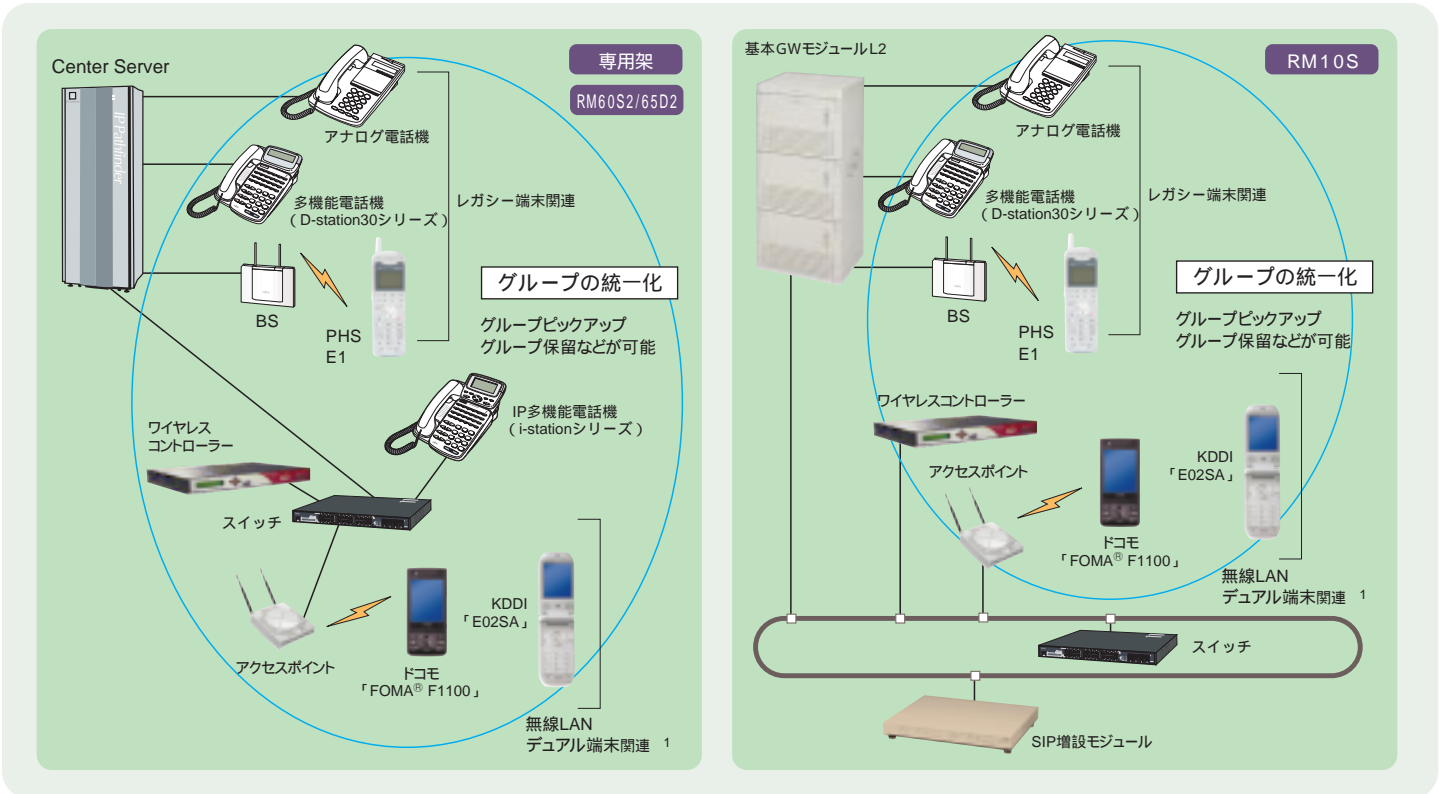 専用架
Center Server
RM60S2/65D2
IP Pathfinder
アナログ電話機
多機能電話機
（D-station30シリーズ）
レガシー端末関連
グループの統一化
BS
PHS
E1
グループピックアップ
グループ保留などが可能
IP多機能電話機
（i-stationシリーズ）
ワイヤレス
コントローラー
スイッチ
KDDI
「E02SA」
アクセスポイント
ドコモ
「FOMA® F1100」
無線LAN
デュアル端末関連 1
基本GWモジュールL2
RM10S
アナログ電話機
多機能電話機
（D-station30シリーズ）
レガシー端末関連
グループの統一化
BS
PHS
E1
グループピックアップ
グループ保留などが可能
ワイヤレスコントローラー
アクセスポイント
KDDI
「E02SA」
ドコモ
「FOMA® F1100」
無線LAN
デュアル端末関連 1
スイッチ
SIP増設モジュール